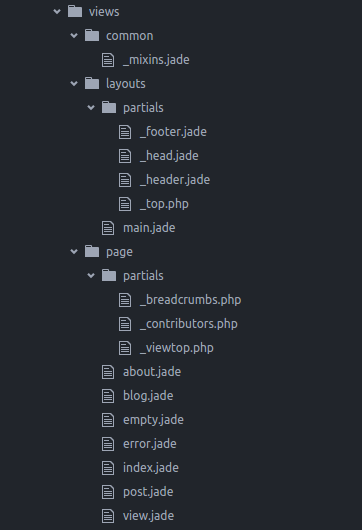 views
common
_mixins.jade
layouts
partials
_footer.jade
_head.jade
_header.jade
_top.php
main.jade
page
partials
_breadcrumbs.php
_contributors.php
_viewtop.php
about.jade
blog.jade
empty.jade
error.jade
index.jade
post.jade
view.jade